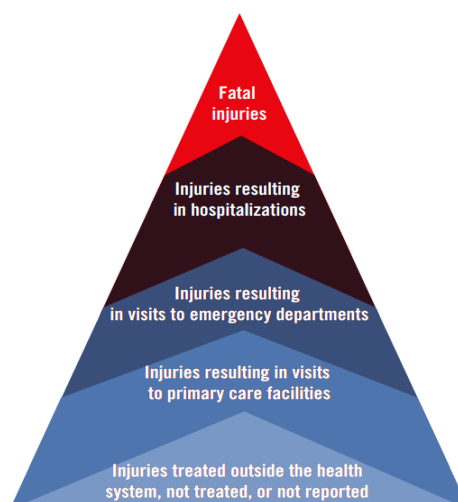 Fatal
injuries
Injuries resulting
in hospitalizations
Injuries resulting
in visits to emergency departments
Injuries resulting in visits
to primary care facilities
Injuries treated outside the health
system, not treated, or not reported